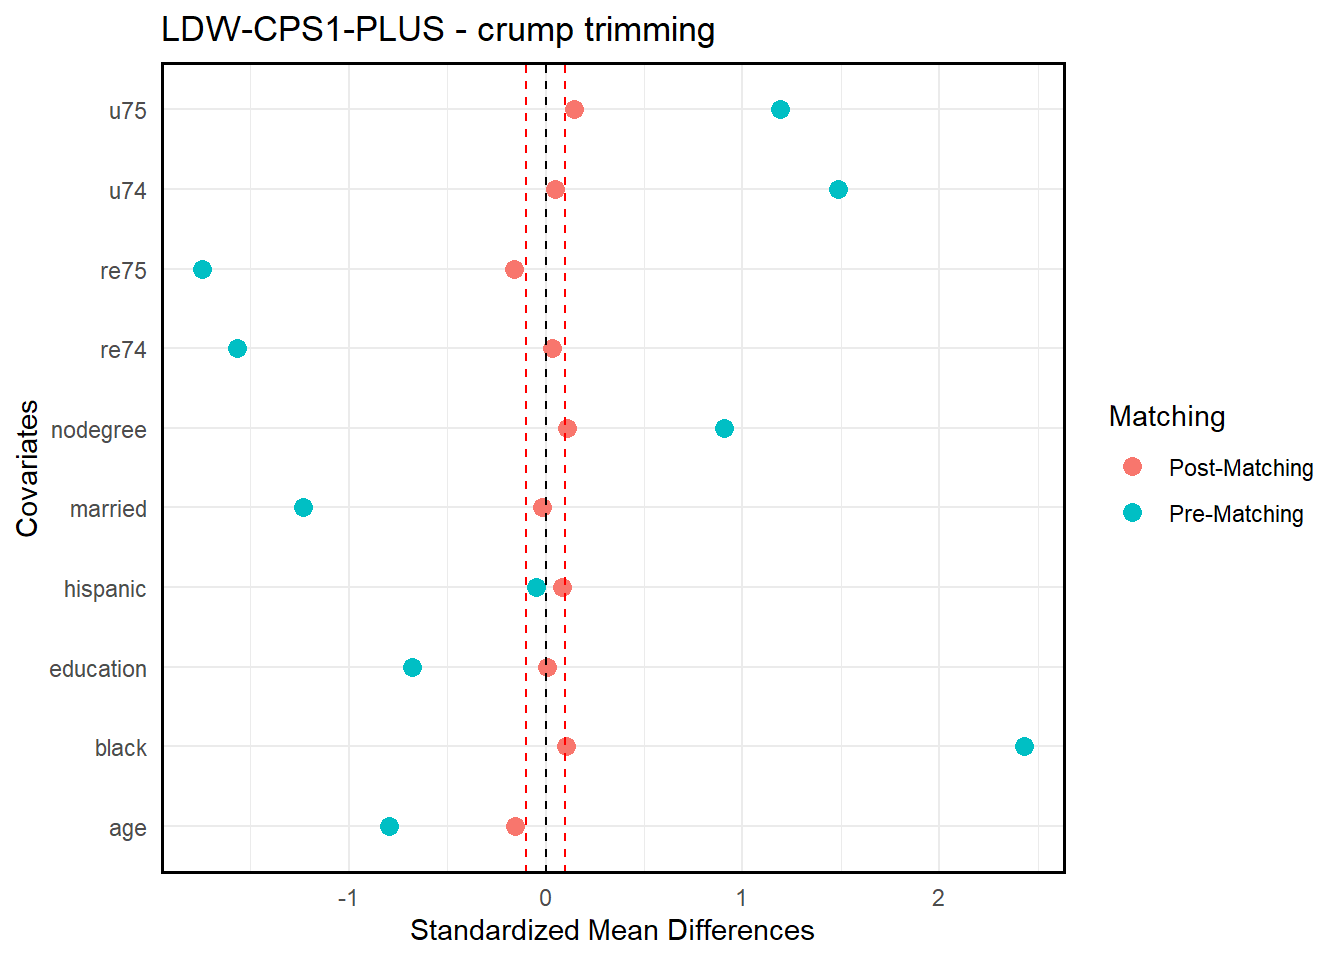 LDW-CPS1-PLUS - crump trimming
u75
u74
re75
re74
nodegree
married
hispanic
education
black
age
Covariates
-1
0
1
2
Standardized Mean Differences
Matching
Post-Matching
Pre-Matching